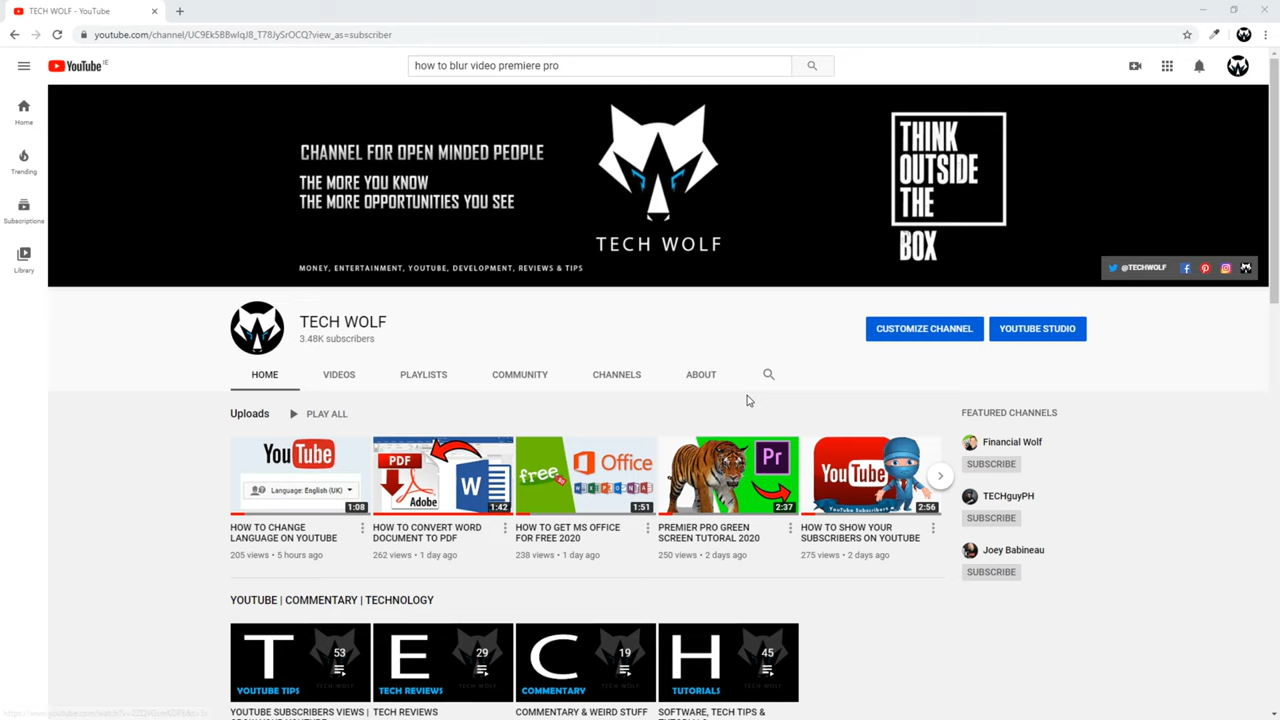 TECH WOLF - YouTube
youtube.com/channel/UC9Ek5BBwIqJ8_T78JySrOCQ?view_as=subscriber
YouTube IE
how to blur video premiere pro
Home
Trending
Subscriptions
Library
CHANNEL FOR OPEN MINDED PEOPLE
THE MORE YOU KNOW
THE MORE OPPORTUNITIES YOU SEE
TECH WOLF
MONEY, ENTERTAINMENT, YOUTUBE, DEVELOPMENT, REVIEWS & TIPS
THINK
OUTSIDE
THE
BOX
@TECHWOLF
TECH WOLF
3.48K subscribers
CUSTOMIZE CHANNEL
YOUTUBE STUDIO
HOME
VIDEOS
PLAYLISTS
COMMUNITY
CHANNELS
ABOUT
Uploads
PLAY ALL
YouTube
Language: English (UK)
1:08
HOW TO CHANGE
LANGUAGE ON YOUTUBE
205 views • 5 hours ago
PDF
Adobe
W
1:42
HOW TO CONVERT WORD
DOCUMENT TO PDF
262 views • 1 day ago
free
Office
1:51
HOW TO GET MS OFFICE
FOR FREE 2020
238 views • 1 day ago
Pr
2:37
PREMIER PRO GREEN
SCREEN TUTORAL 2020
250 views • 2 days ago
YouTube
YouTube Subscribers
2:56
HOW TO SHOW YOUR
SUBSCRIBERS ON YOUTUBE
275 views • 2 days ago
FEATURED CHANNELS
Financial Wolf
SUBSCRIBE
TECHguyPH
SUBSCRIBE
Joey Babineau
SUBSCRIBE
YOUTUBE | COMMENTARY | TECHNOLOGY
T
53
YOUTUBE TIPS
E
29
TECH REVIEWS
C
19
COMMENTARY
H
45
TUTORIALS
YOUTUBE SUBSCRIBERS VIEWS |
TECH REVIEWS
COMMENTARY & WEIRD STUFF
SOFTWARE, TECH TIPS &